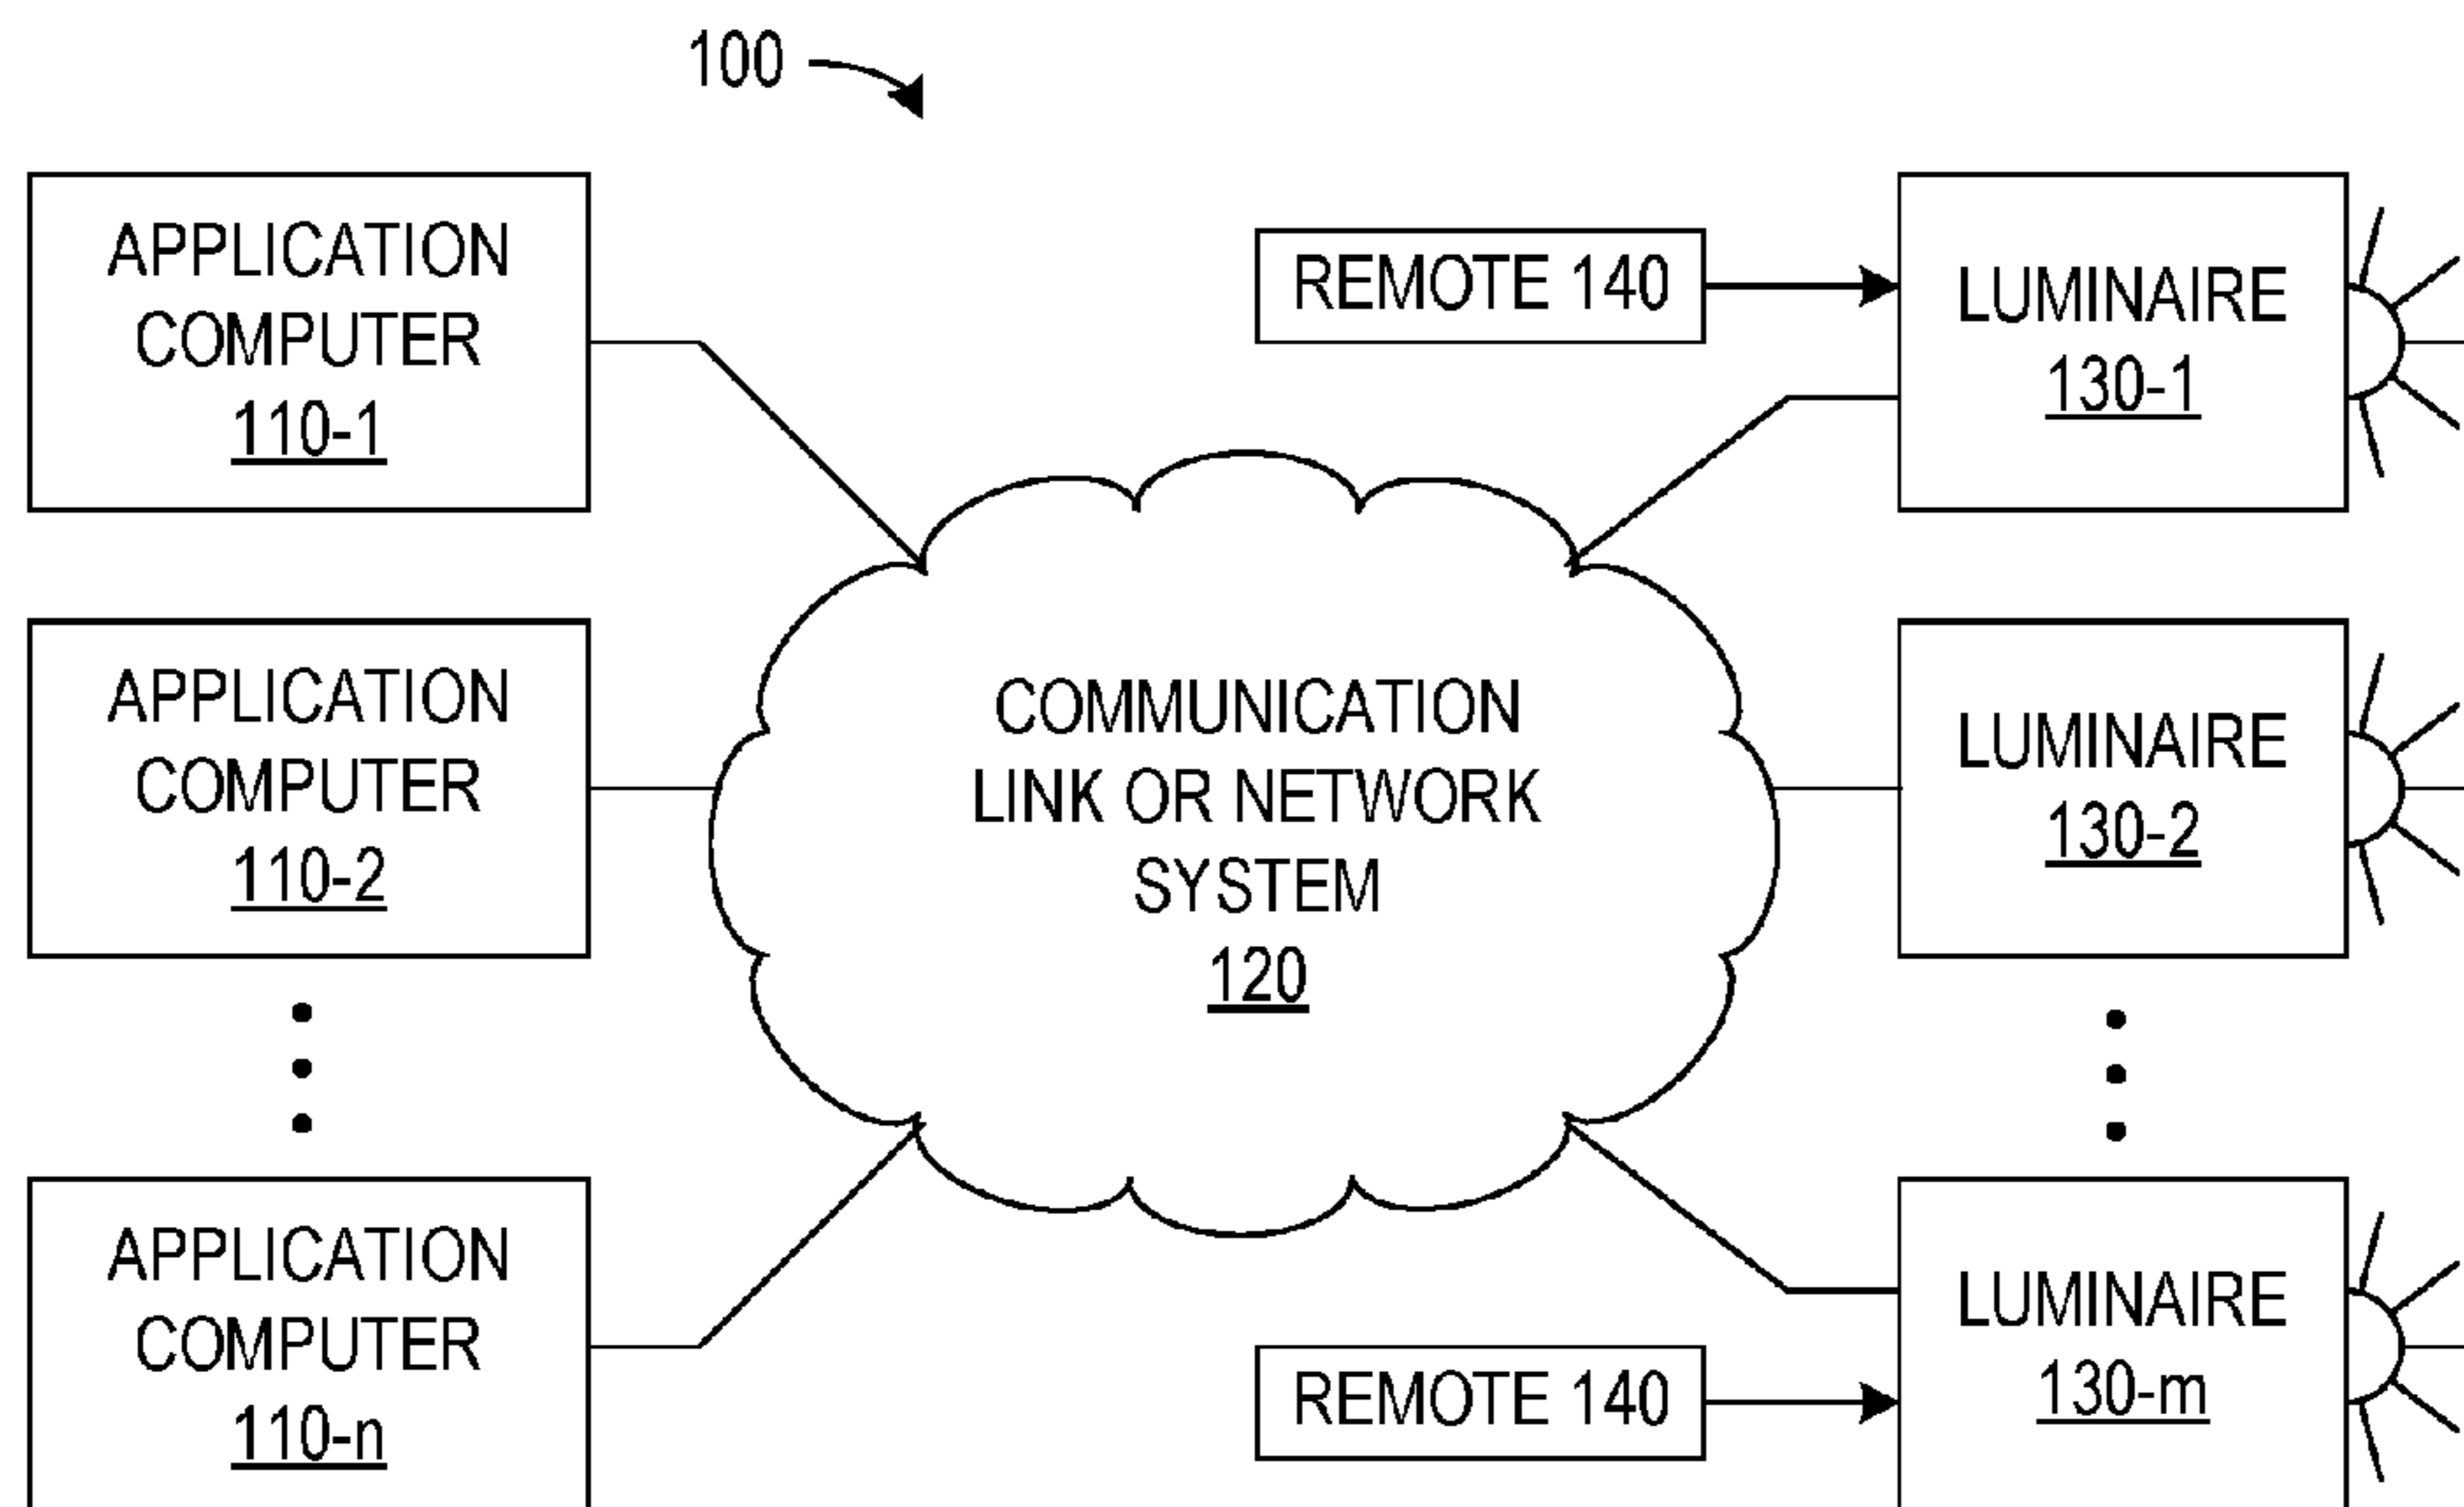 100
APPLICATION
COMPUTER
110-1
REMOTE 140
LUMINAIRE
130-1
APPLICATION
COMPUTER
110-2
COMMUNICATION
LINK OR NETWORK
SYSTEM
120
LUMINAIRE
130-2
APPLICATION
COMPUTER
110-n
REMOTE 140
LUMINAIRE
130-m